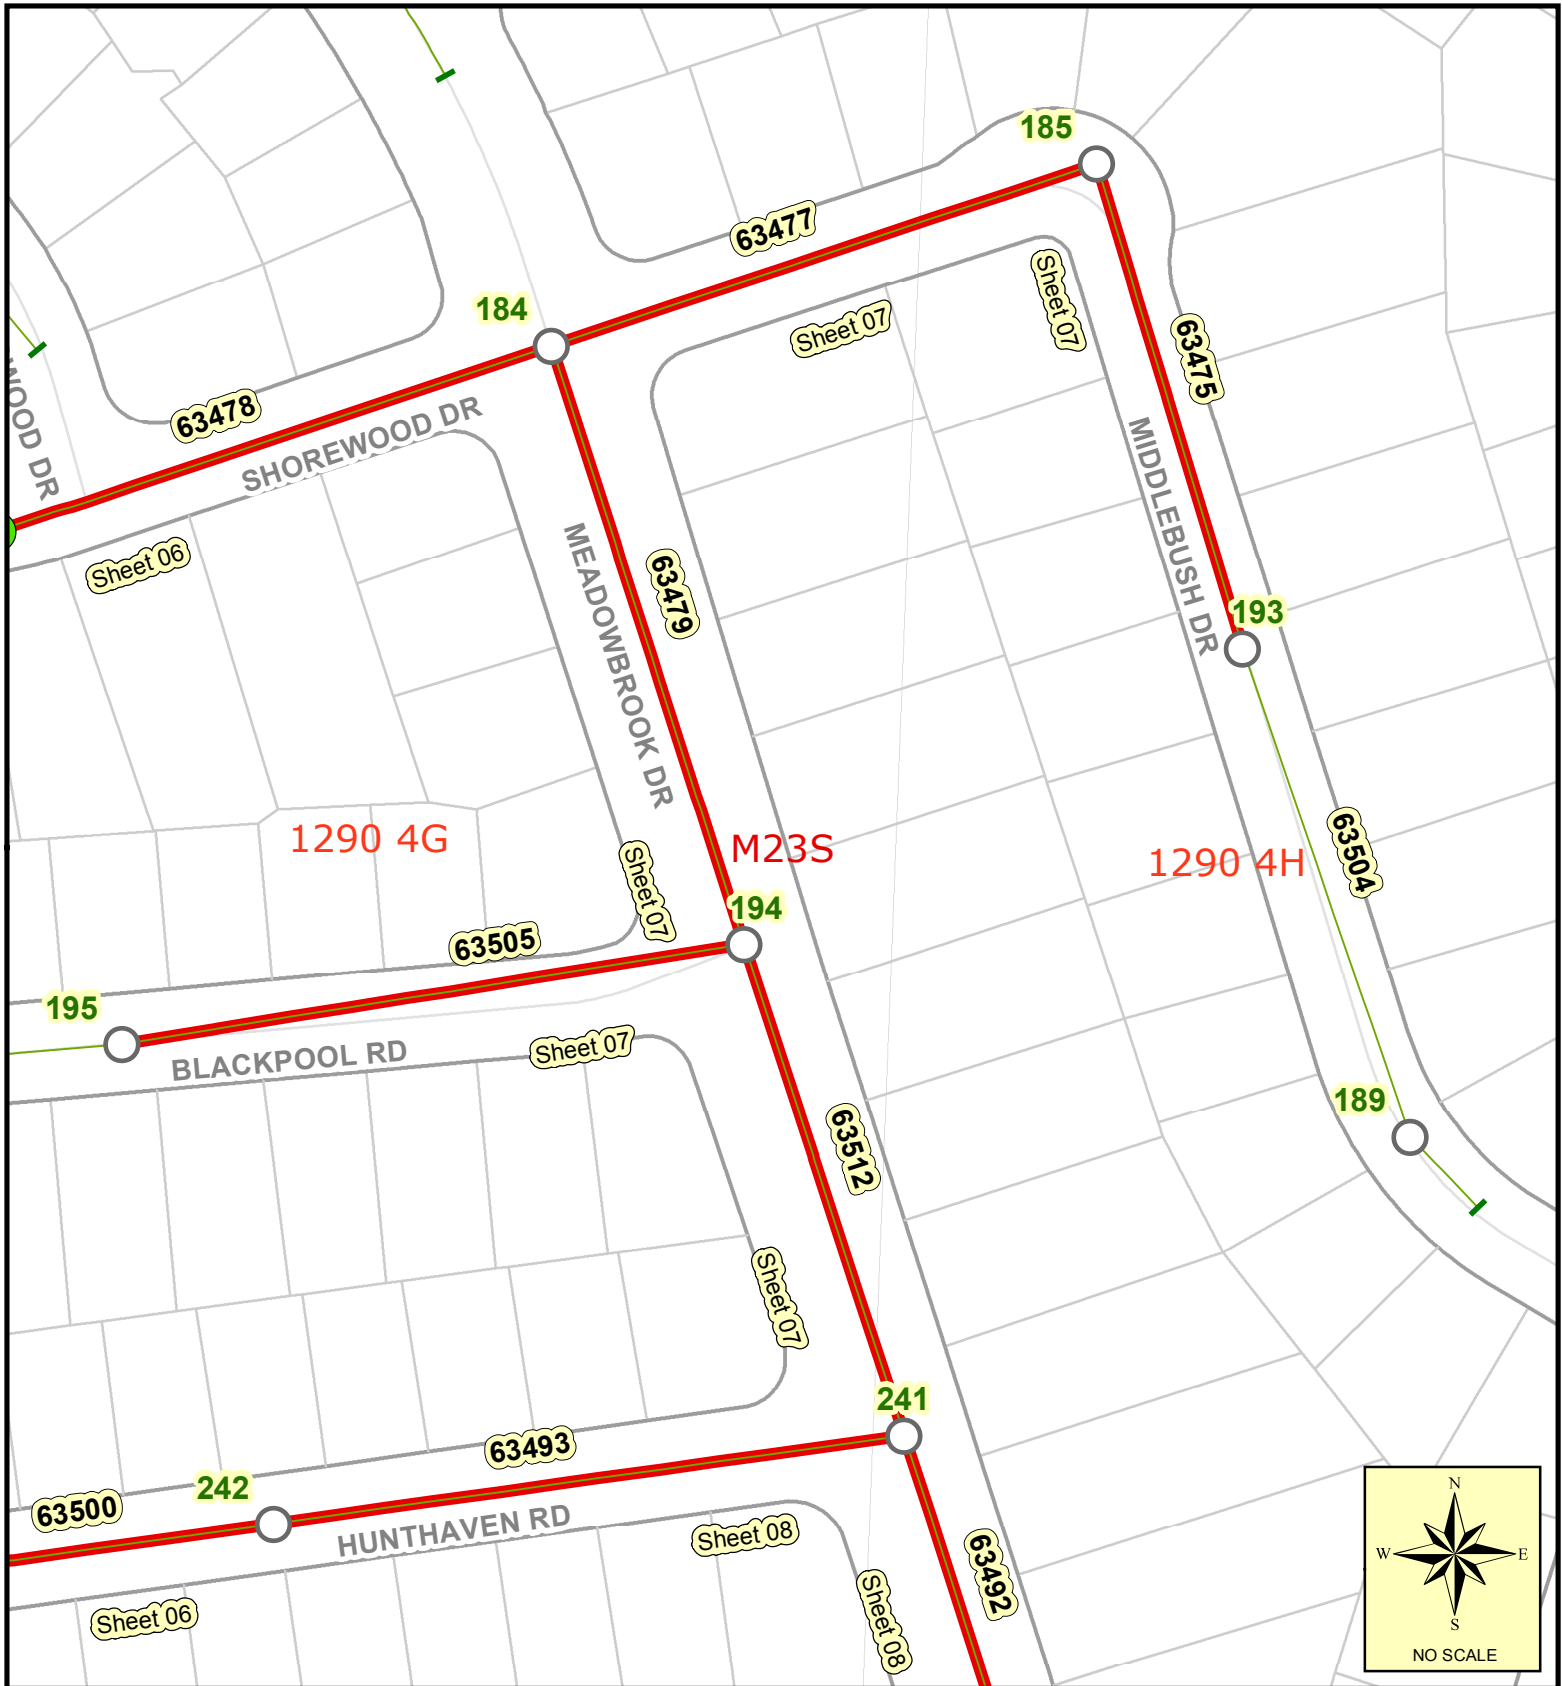 185
63477
184
Sheet 07
Sheet 07
63475
WOOD DR
63478
SHOREWOOD DR
MIDDLEBUSH DR
Sheet 06
MEADOWBROOK DR
63479
193
1290 4G
M23S
1290 4H
63504
Sheet 07
194
63505
195
BLACKPOOL RD
Sheet 07
189
63512
Sheet 07
241
63493
242
63500
HUNTHAVEN RD
Sheet 08
63492
Sheet 06
Sheet 08
N
W E
S
NO SCALE